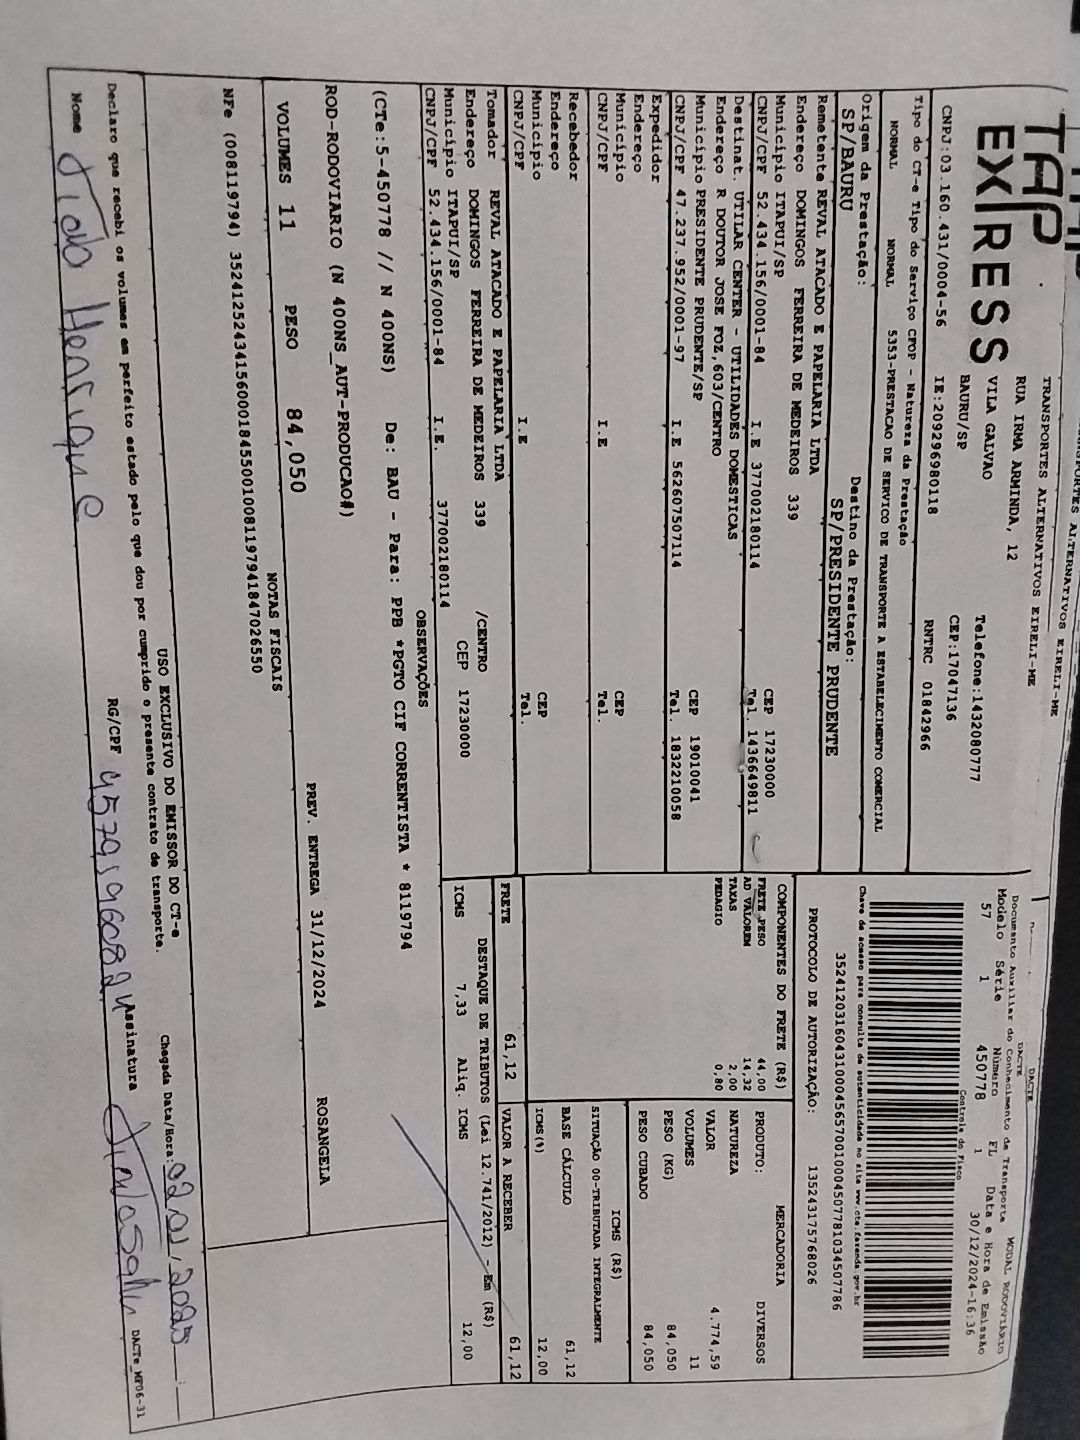 TAP
EXPRESS
TRANSPORTES ALTERNATIVOS EIRELI-ME
TRANSPORTES ALTERNATIVOS EIRELI-ME
RUA IRMA ARMINDA, 12
VILA GALVAO
BAURU/SP
Telefone:1432080777
CEP:17047136
CNPJ:03.160.431/0004-56 IE:209296980118 RNTRC 01842966
DACTE
DACTE
Documento Auxiliar do Conhecimento de Transporte MODAL RODOVIÁRIO
Modelo Série Número FL Data e Hora de Emissão
57 1 450778 1 30/12/2024-16:36
Controle do Fisco
Tipo do CT-e Tipo do Serviço CFOP - Natureza da Prestação
NORMAL NORMAL 5353-PRESTACAO DE SERVICO DE TRANSPORTE A ESTABELECIMENTO COMERCIAL
Chave de acesso para consulta de autenticidade no site www.cte.fazenda.gov.br
35241203160431000456570010004507781034507786
Origem da Prestação: Destino da Prestação:
SP/BAURU SP/PRESIDENTE PRUDENTE
PROTOCOLO DE AUTORIZAÇÃO: 135243175768026
Remetente REVAL ATACADO E PAPELARIA LTDA
Endereço DOMINGOS FERREIRA DE MEDEIROS 339
Município ITAPUI/SP CEP 17230000
CNPJ/CPF 52.434.156/0001-84 I.E 377002180114 Tel. 1436649811
Destinat. UTILAR CENTER - UTILIDADES DOMESTICAS
Endereço R DOUTOR JOSE FOZ,603/CENTRO
Município PRESIDENTE PRUDENTE/SP CEP 19010041
CNPJ/CPF 47.237.952/0001-97 I.E 562607507114 Tel. 1832210058
Expedidor
Endereço
Município CEP
CNPJ/CPF I.E Tel.
Recebedor
Endereço
Município CEP
CNPJ/CPF I.E Tel.
Tomador REVAL ATACADO E PAPELARIA LTDA
Endereço DOMINGOS FERREIRA DE MEDEIROS 339 /CENTRO
Município ITAPUI/SP CEP 17230000
CNPJ/CPF 52.434.156/0001-84 I.E. 377002180114
COMPONENTES DO FRETE (R$)
FRETE PESO 44,00
AD VALOREM 14,32
TAXAS 2,00
PEDAGIO 0,80
PRODUTO: MERCADORIA DIVERSOS
NATUREZA
VALOR 4.774,59
VOLUMES 11
PESO (KG) 84,050
PESO CUBADO 84,050
ICMS (R$)
SITUAÇÃO 00-TRIBUTADA INTEGRALMENTE
BASE CÁLCULO 61,12
ICMS(%) 12,00
FRETE 61,12 VALOR A RECEBER 61,12
DESTAQUE DE TRIBUTOS (Lei 12.741/2012) - Em (R$)
ICMS 7,33 Aliq. ICMS 12,00
OBSERVAÇÕES
(CTe:5-450778 // N 400NS) De: BAU - Para: PPB *PGTO CIF CORRENTISTA * 8119794
ROD-RODOVIARIO (N 400NS_AUT-PRODUCAO#)
PREV. ENTREGA 31/12/2024 ROSANGELA
VOLUMES 11 PESO 84,050
NOTAS FISCAIS
NFe (008119794) 35241252434156000184550010081197941847026550
USO EXCLUSIVO DO EMISSOR DO CT-e
Chegada Data/Hora: 02.01.2025 :
Declaro que recebi os volumes em perfeito estado pelo que dou por cumprido o presente contrato de transporte.
Nome João Henrique RG/CPF 45791960824 Assinatura
DACTe_MF06-31